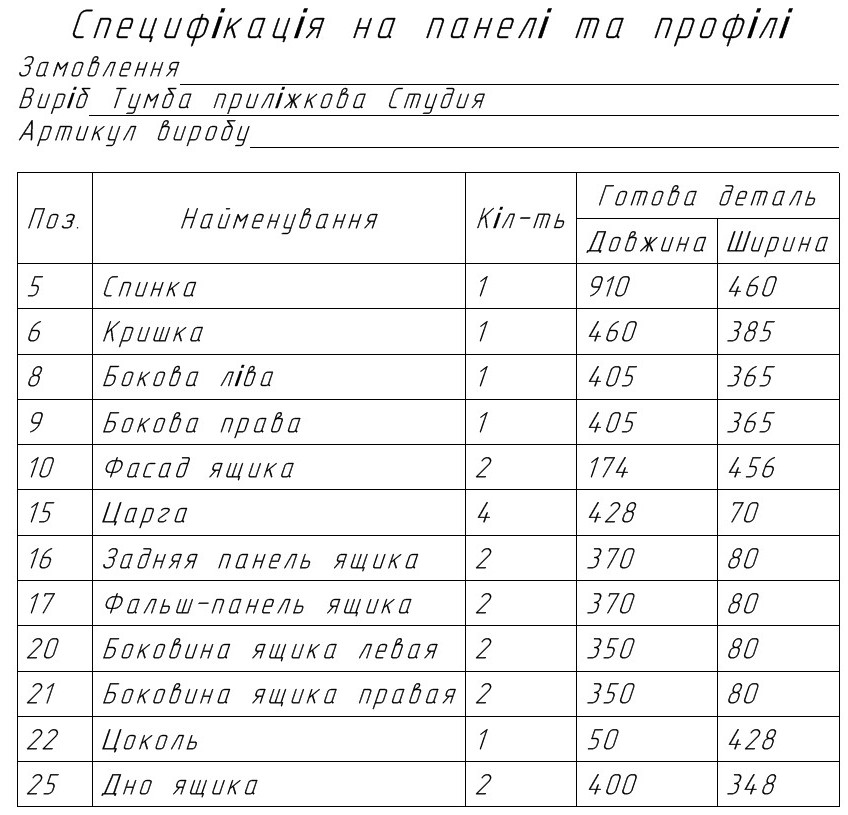 Специфікація на панелі та профілі
Замовлення
Виріб Тумба приліжкова Студия
Артикул виробу
Поз. Найменування Кіл-ть Готова деталь
Довжина Ширина
5 Спинка 1 910 460
6 Кришка 1 460 385
8 Бокова ліва 1 405 365
9 Бокова права 1 405 365
10 Фасад ящика 2 174 456
15 Царга 4 428 70
16 Задняя панель ящика 2 370 80
17 Фальш-панель ящика 2 370 80
20 Боковина ящика левая 2 350 80
21 Боковина ящика правая 2 350 80
22 Цоколь 1 50 428
25 Дно ящика 2 400 348